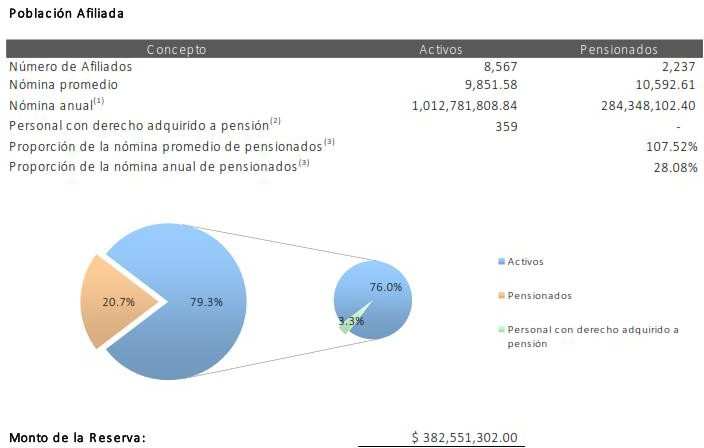 Población Afiliada
Concepto Activos Pensionados
Número de Afiliados 8,567 2,237
Nómina promedio 9,851.58 10,592.61
Nómina anual(1) 1,012,781,808.84 284,348,102.40
Personal con derecho adquirido a pensión(2) 359 -
Proporción de la nómina promedio de pensionados(3) 107.52%
Proporción de la nómina anual de pensionados(3) 28.08%
20.7% 79.3% 76.0%
3.3%
Activos
Pensionados
Personal con derecho adquirido a
pensión
Monto de la Reserva: $ 382,551,302.00